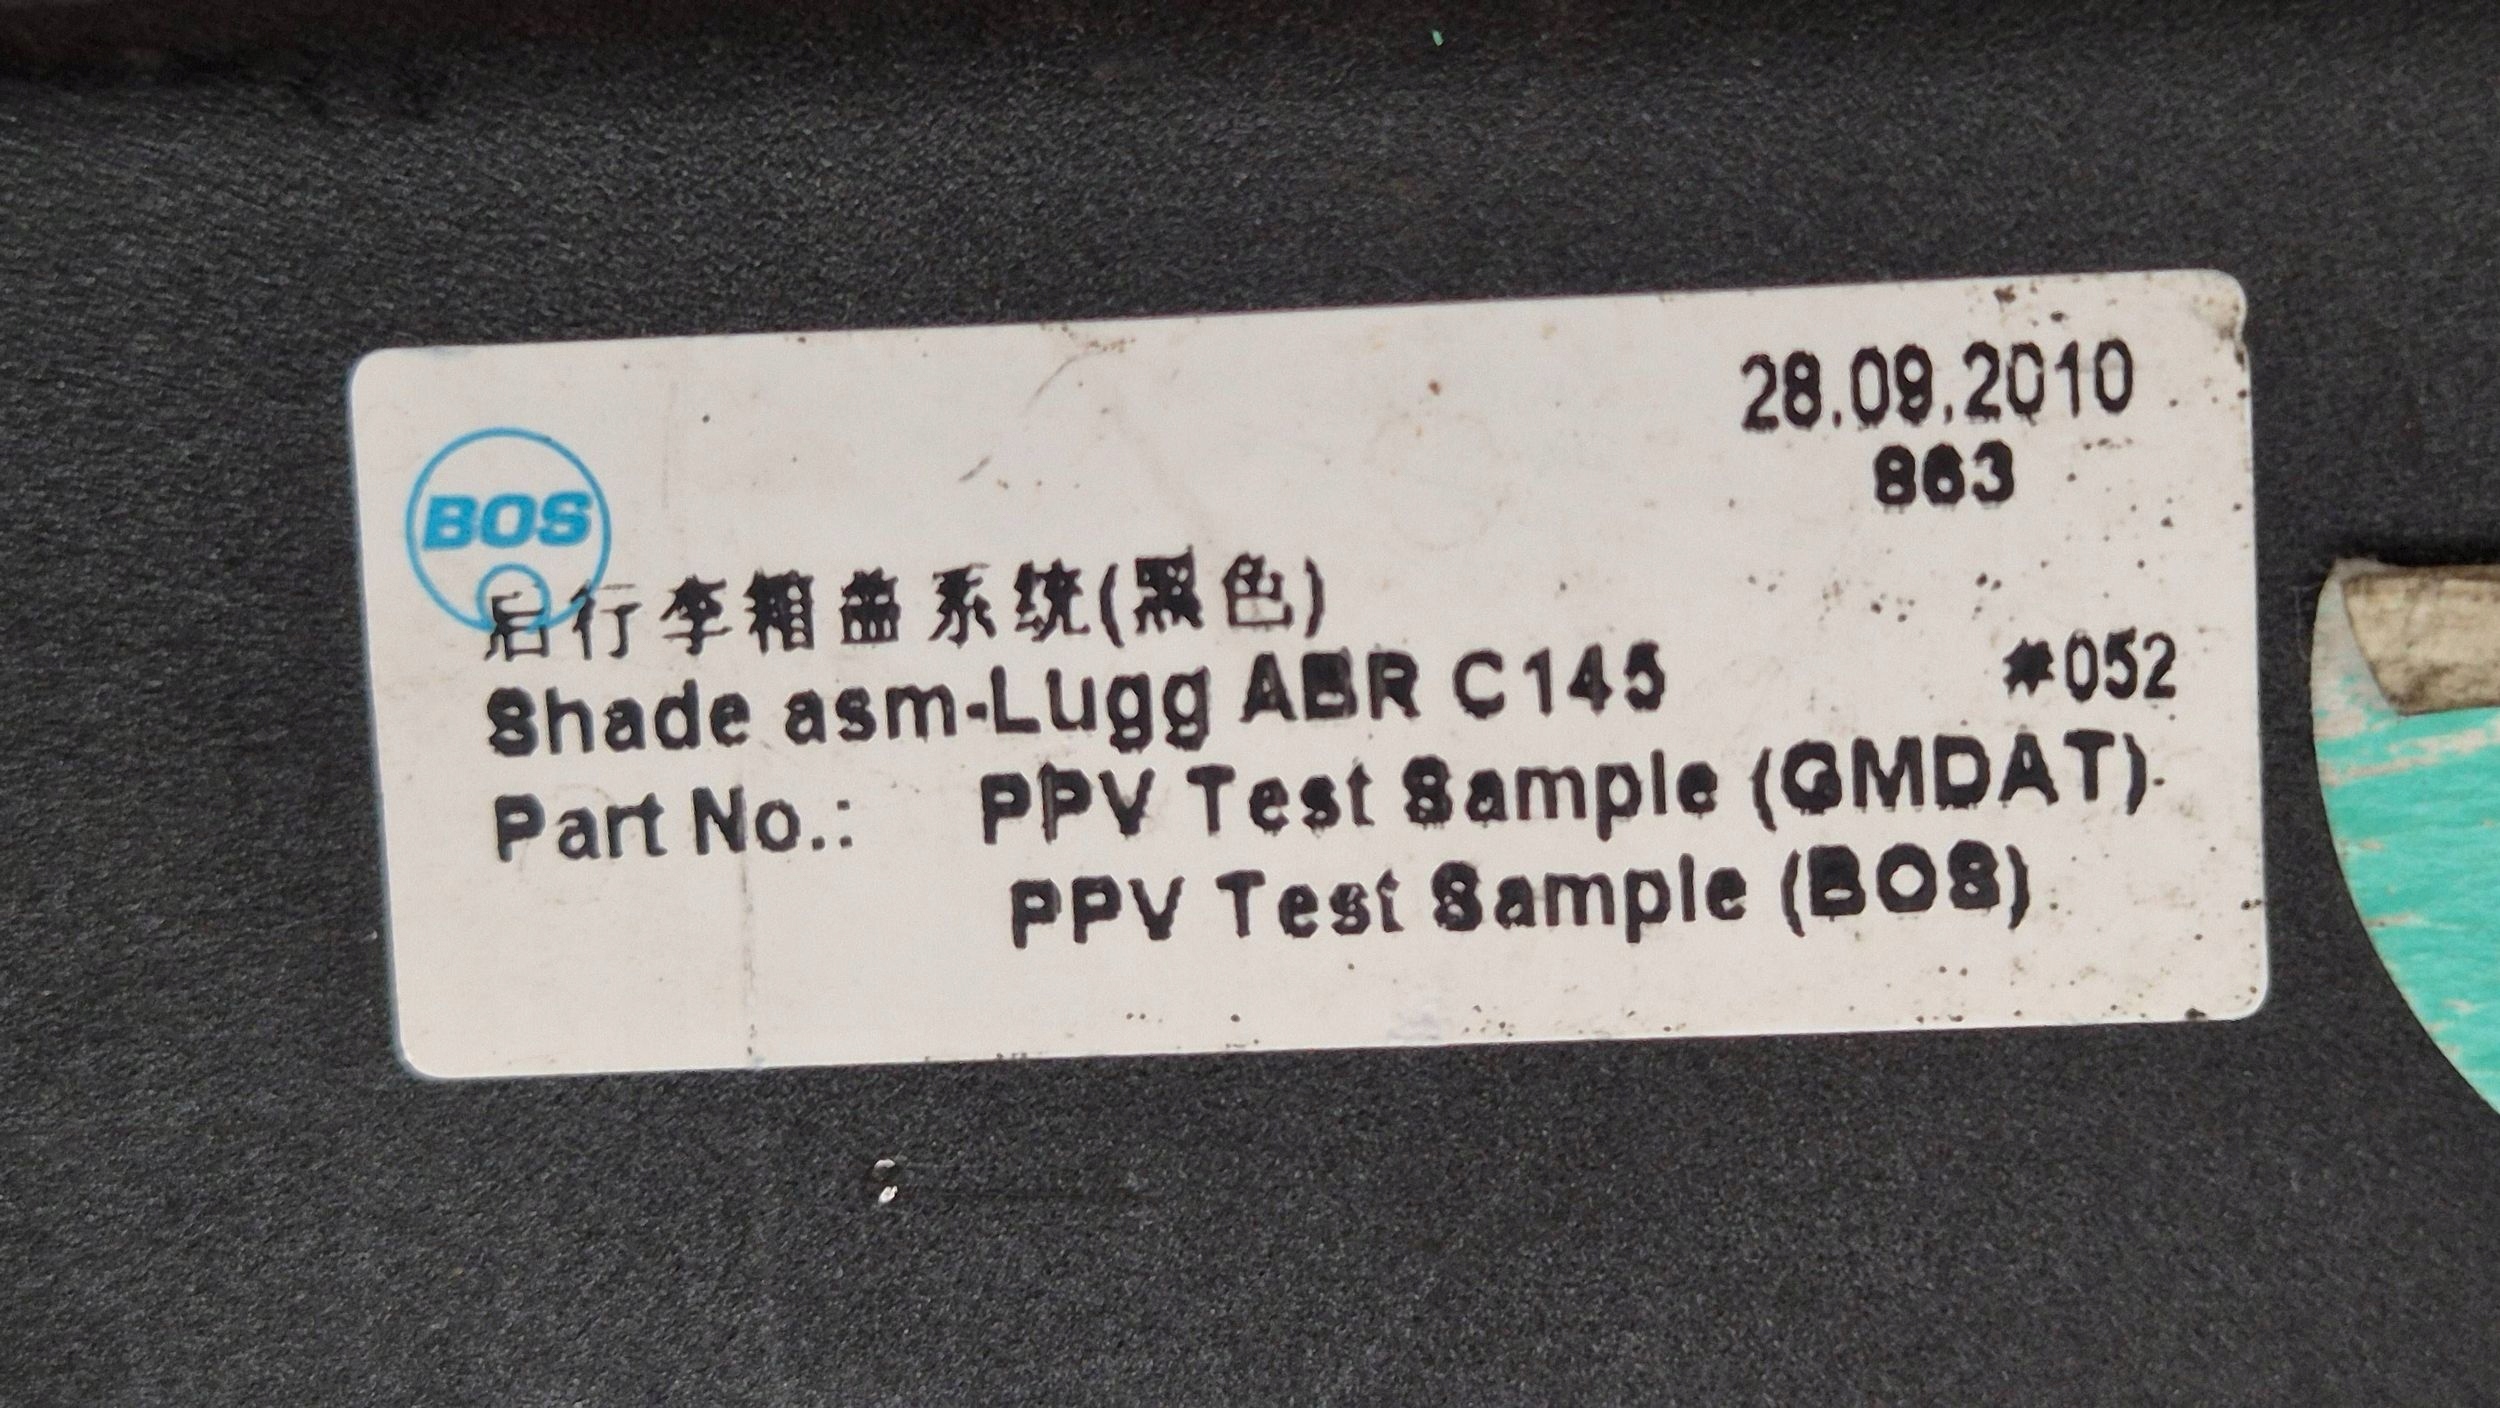 28.09.2010
863
BOS
后行李箱盖系统(黑色)
Shade asm-Lugg ABR C145 #052
Part No.: PPV Test Sample (GMDAT)
PPV Test Sample (BOS)